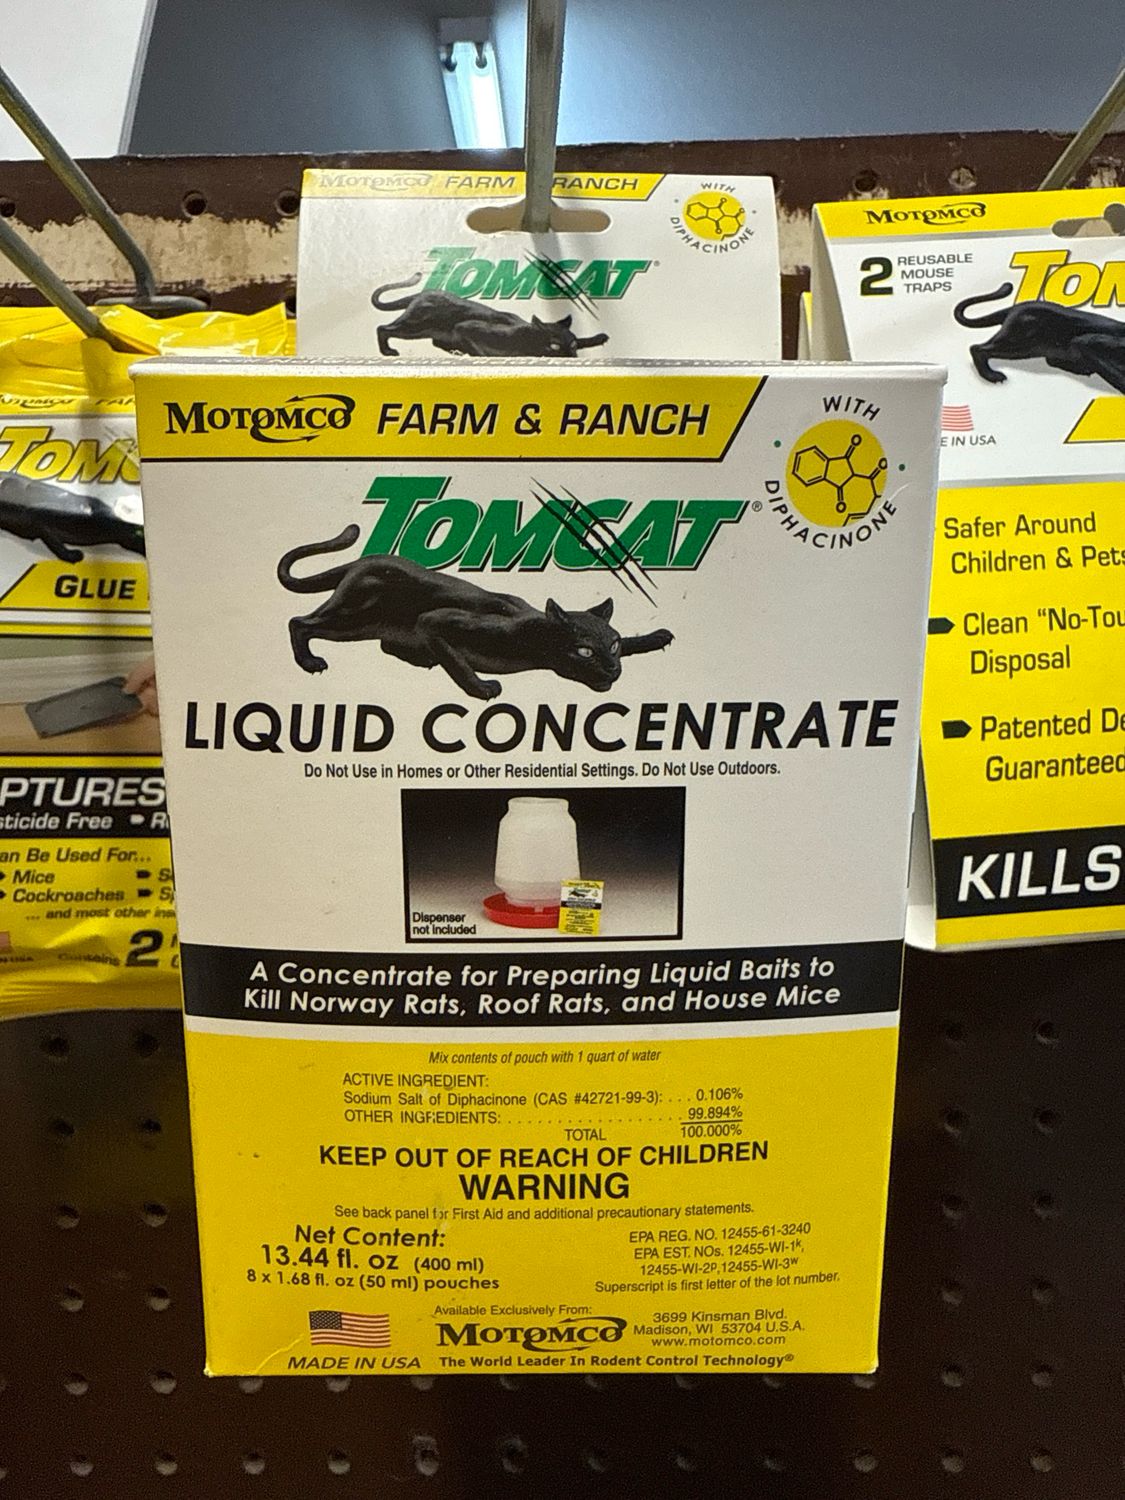 MOTOMCO FARM RANCH
WITH
DIPHACINONE
TOMCAT®
MOTOMCO
2 REUSABLE
MOUSE
TRAPS
E IN USA
Safer Around
Children & Pets
Clean "No-Tou
Disposal
Patented De
Guaranteed
KILLS
GLUE
PTURES
sticide Free
an Be Used For...
Mice
Cockroaches
... and most other
Contains 2
MOTOMCO FARM & RANCH
WITH
DIPHACINONE
TOMCAT®
LIQUID CONCENTRATE
Do Not Use in Homes or Other Residential Settings. Do Not Use Outdoors.
Dispenser
not Included
A Concentrate for Preparing Liquid Baits to
Kill Norway Rats, Roof Rats, and House Mice
Mix contents of pouch with 1 quart of water
ACTIVE INGREDIENT:
Sodium Salt of Diphacinone (CAS #42721-99-3): . . . 0.106%
OTHER INGREDIENTS: . . . . . . . . . . . . . . . . . . . . . 99.894%
TOTAL 100.000%
KEEP OUT OF REACH OF CHILDREN
WARNING
See back panel for First Aid and additional precautionary statements.
Net Content:
13.44 fl. oz (400 ml)
8 x 1.68 fl. oz (50 ml) pouches
EPA REG. NO. 12455-61-3240
EPA EST. NOs. 12455-WI-1ᵏ,
12455-WI-2P,12455-WI-3ʷ
Superscript is first letter of the lot number.
MADE IN USA
Available Exclusively From:
MOTOMCO
3699 Kinsman Blvd.
Madison, WI 53704 U.S.A.
www.motomco.com
The World Leader In Rodent Control Technology®